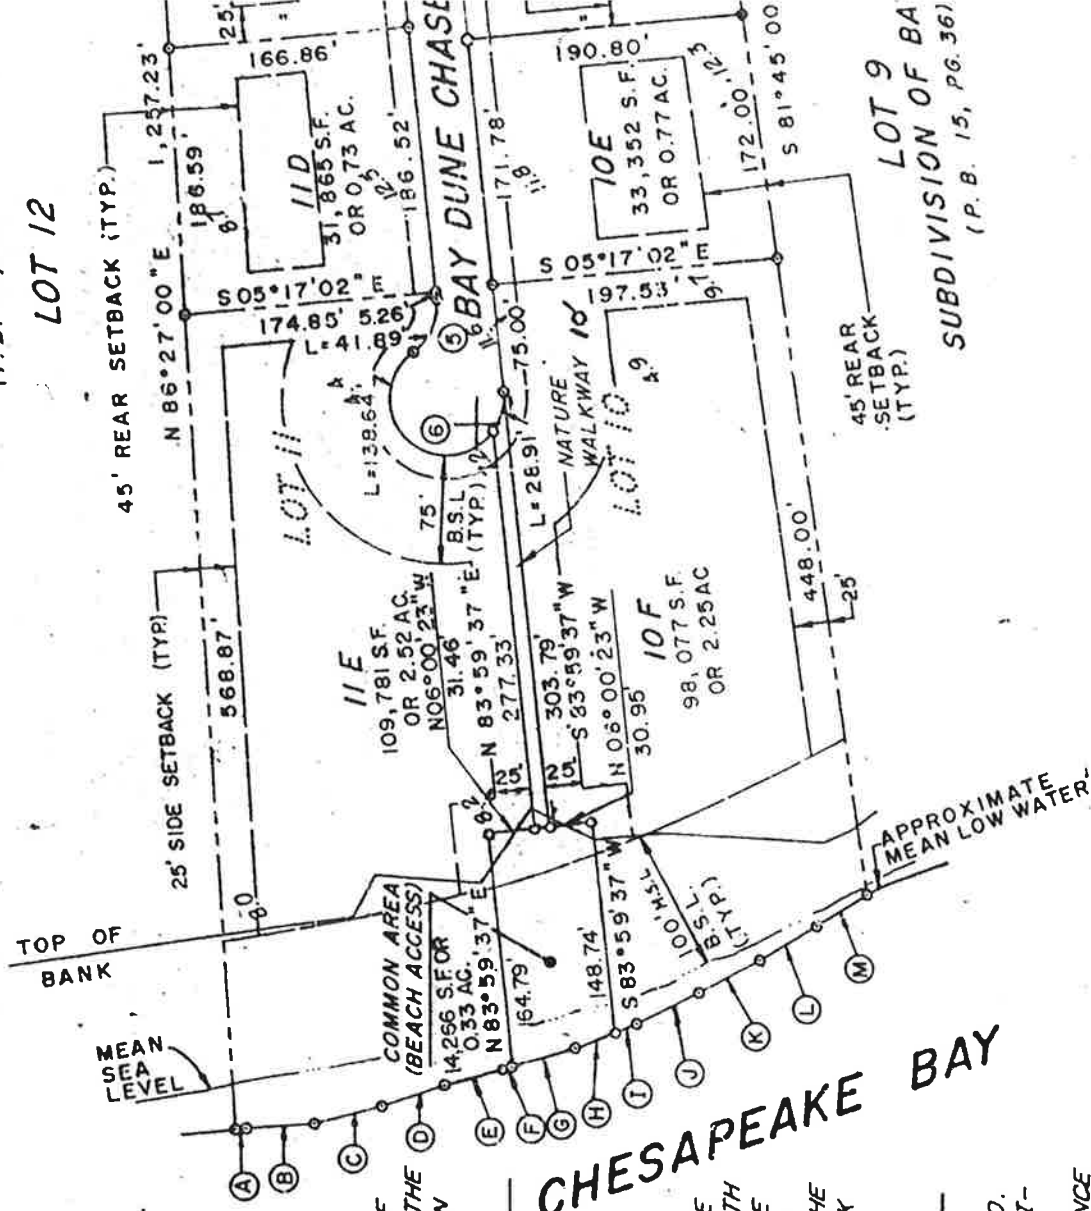 LOT 12
45' REAR SETBACK (TYP.)
N 86°27'00"E
1,257.23'
186.59'
25'
166.86'
11D
31,865 S.F.
OR 0.73 AC.
186.52'
BAY DUNE CHASE
171.78'
190.80'
10E
33,352 S.F.
OR 0.77 AC.
172.00'
S 81°45'00
LOT 9
SUBDIVISION OF BA
(P. B. 15, PG. 36)
S 05°17'02"E
174.85'
5.26'
L=41.89'
5
S 05°17'02"E
197.53'
75.00'
45' REAR
SETBACK
(TYP.)
LOT 11
L=138.64'
6
L=28.91'
NATURE
WALKWAY
10'
LOT 10
75'
B.S.L
(TYP.)
25' SIDE SETBACK (TYP)
568.87'
11E
109,781 S.F.
OR 2.52 AC.
N06°00'23"W
31.46'
N 83°59'37"E
277.33'
303.79'
S 83°59'37"W
N 06°00'23"W
30.95'
10F
98,077 S.F.
OR 2.25AC
448.00'
25'
25'
25'
TOP OF
BANK
MEAN
SEA
LEVEL
COMMON AREA
(BEACH ACCESS)
14,256 S.F. OR
0.33 AC.
N83°59'37"E
164.79'
148.74'
S 83°59'37"W
100' M.S.L
B.S.L.
(TYP.)
APPROXIMATE
MEAN LOW WATER
A
B
C
D
E
F
G
H
I
J
K
L
M
CHESAPEAKE BAY
THE